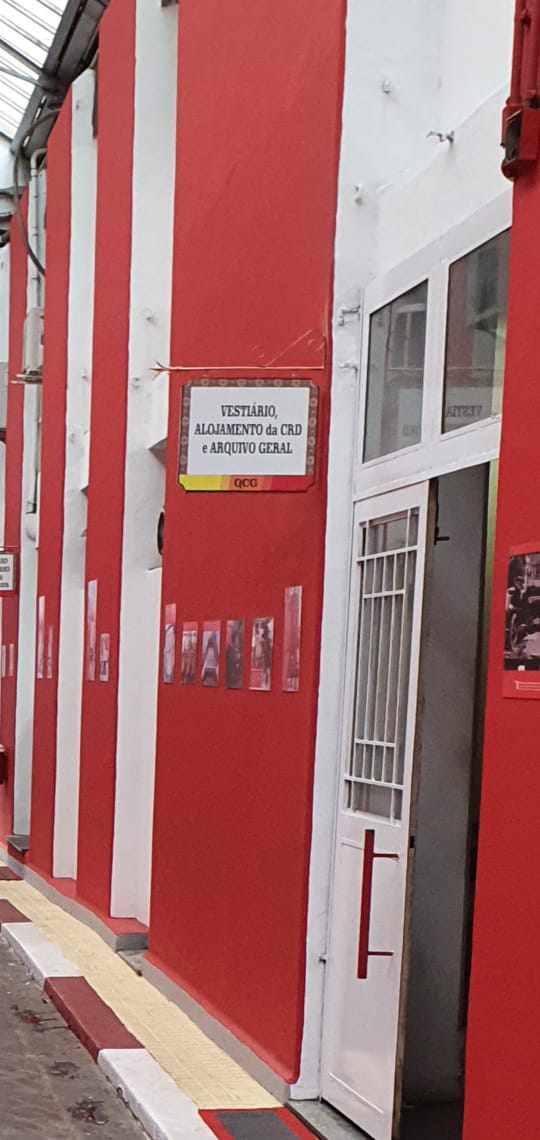 VESTIÁRIO,
ALOJAMENTO da CRD
e ARQUIVO GERAL
QCG